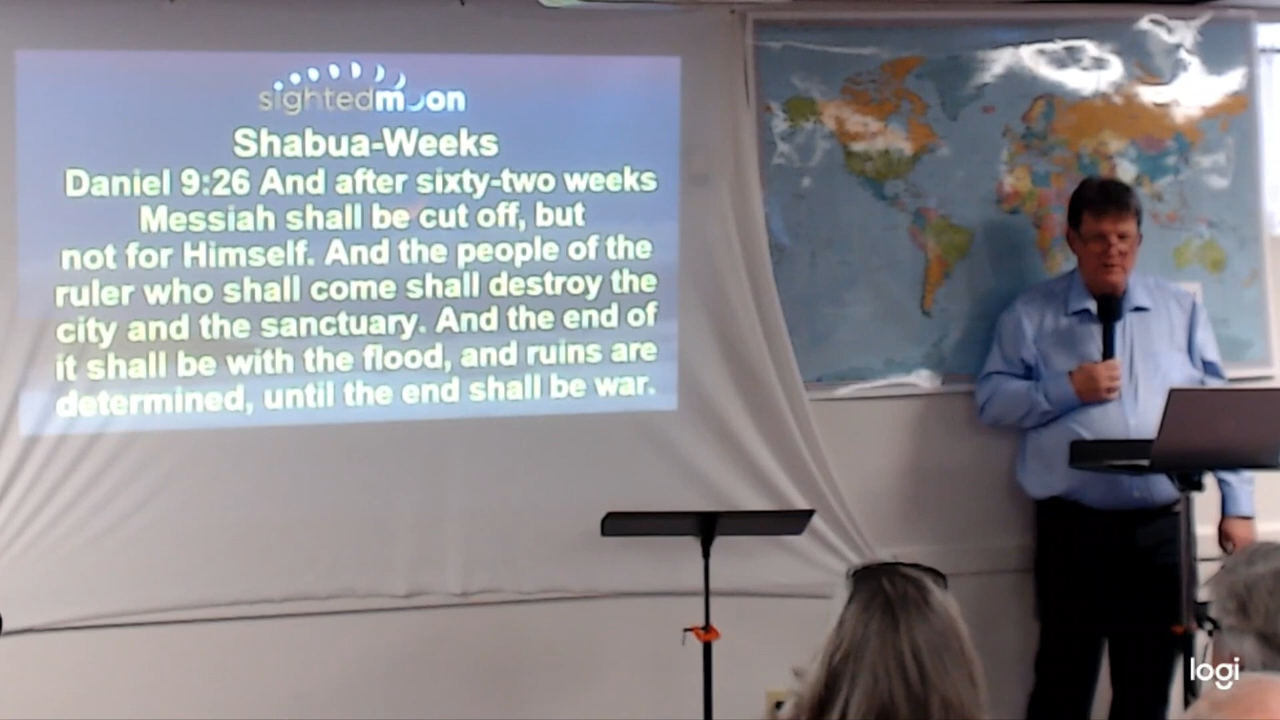 sightedmoon
Shabua-Weeks
Daniel 9:26 And after sixty-two weeks
Messiah shall be cut off, but
not for Himself. And the people of the
ruler who shall come shall destroy the
city and the sanctuary. And the end of
it shall be with the flood, and ruins are
determined, until the end shall be war.
logi